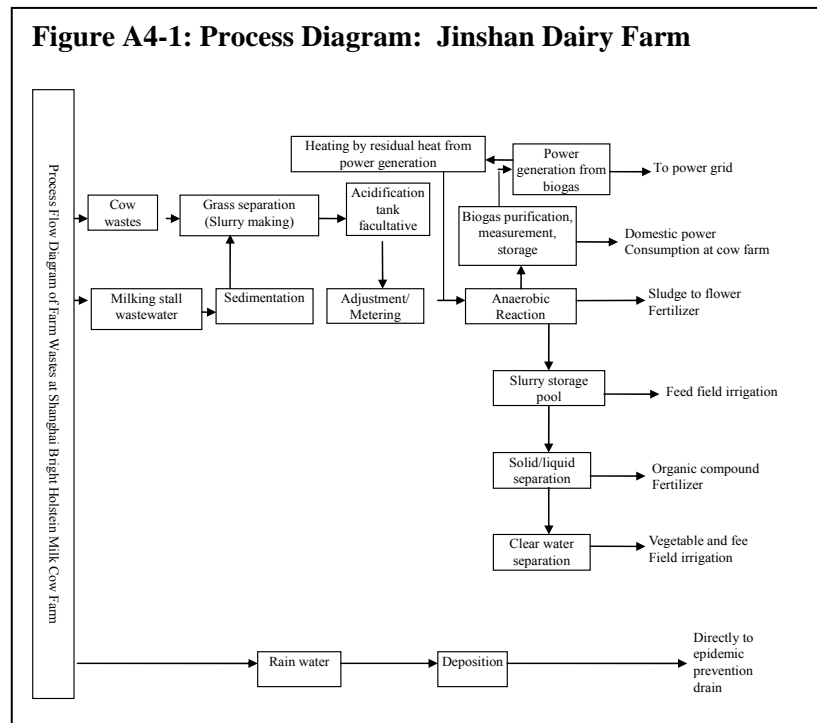 Figure A4-1: Process Diagram: Jinshan Dairy Farm
Process Flow Diagram of Farm Wastes at Shanghai Bright Holstein Milk Cow Farm
Heating by residual heat from
power generation
Power
generation from
biogas
To power grid
Cow
wastes
Grass separation
(Slurry making)
Acidification
tank
facultative
Biogas purification,
measurement,
storage
Domestic power
Consumption at cow farm
Milking stall
wastewater
Sedimentation
Adjustment/
Metering
Anaerobic
Reaction
Sludge to flower
Fertilizer
Slurry storage
pool
Feed field irrigation
Solid/liquid
separation
Organic compound
Fertilizer
Clear water
separation
Vegetable and fee
Field irrigation
Rain water
Deposition
Directly to
epidemic
prevention
drain